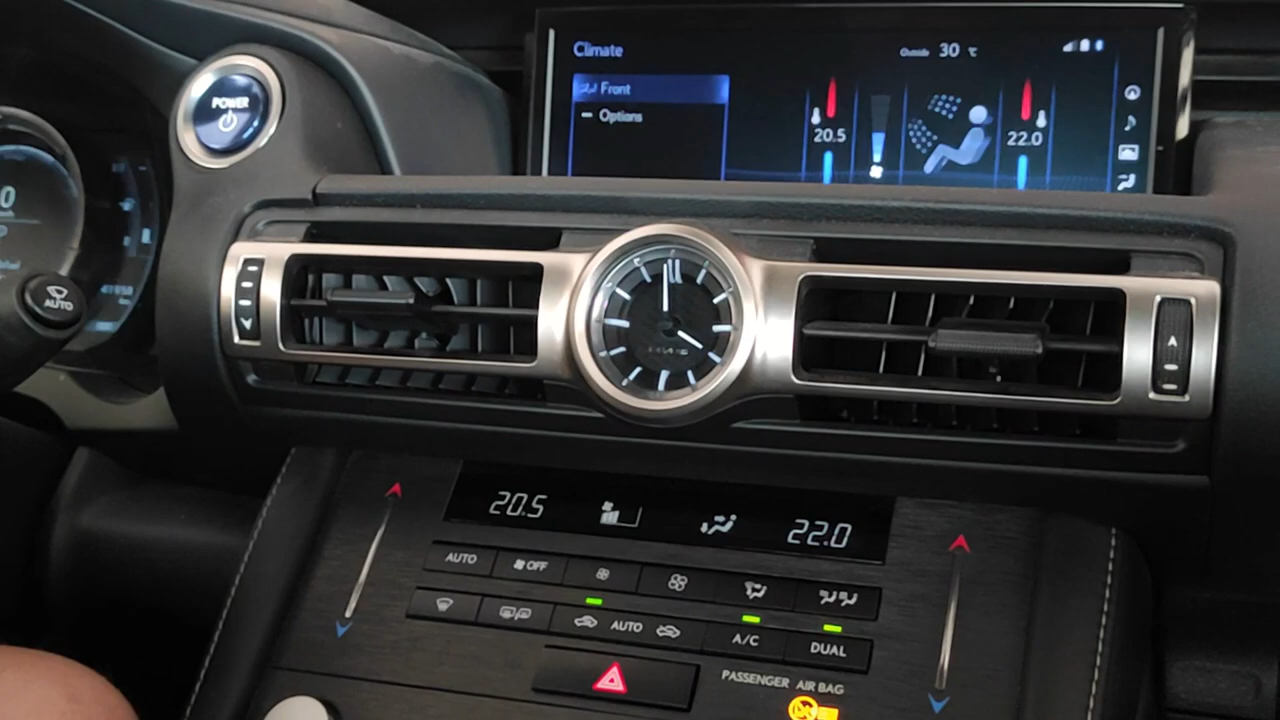 POWER
Climate
Outside 30 °C
Front
Options
20.5
22.0
0
AUTO
20.5
22.0
AUTO
OFF
AUTO
A/C
DUAL
PASSENGER AIR BAG